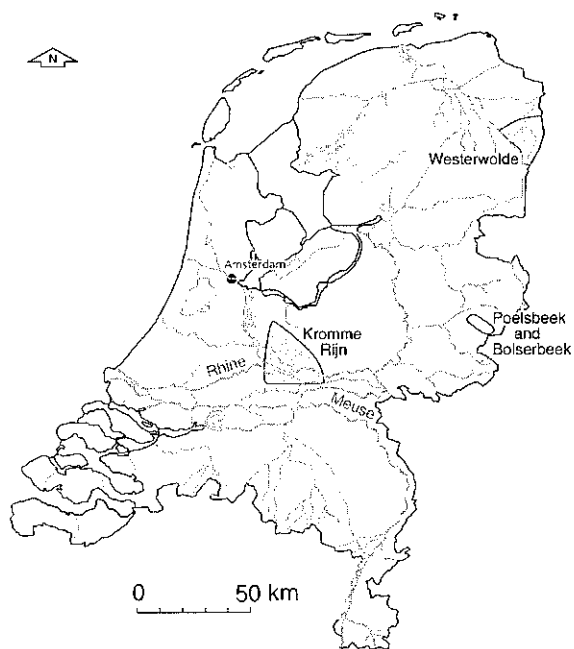 N
Westerwolde
Amsterdam
Poelsbeek
and
Bolserbeek
Kromme
Rijn
Rhine
Meuse
0 50 km